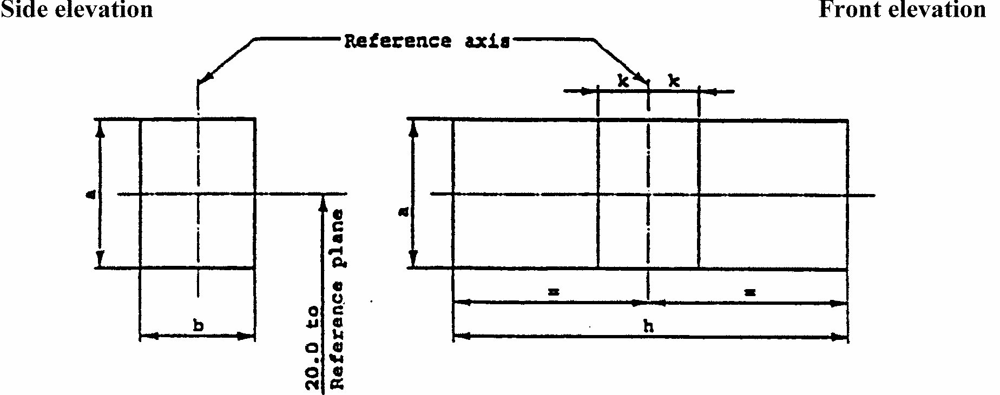 Side elevation
Front elevation
Reference axis
k
k
a
a
20.0 to
Reference plane
=
=
b
h